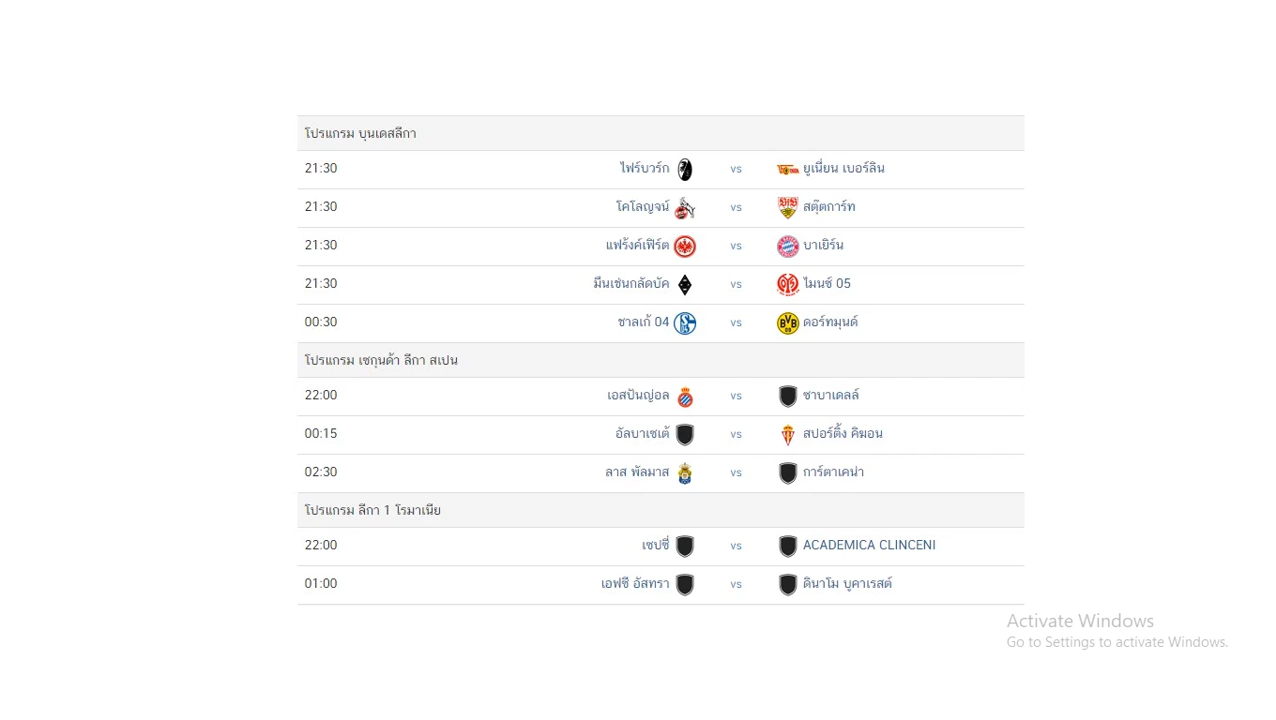 โปรแกรม บุนเดสลีกา
21:30 ไฟร์บวร์ก vs ยูเนี่ยน เบอร์ลิน
21:30 โคโลญจน์ vs สตุ๊ตการ์ท
21:30 แฟร้งค์เฟิร์ต vs บาเยิร์น
21:30 มึนเช่นกลัดบัค vs ไมนซ์ 05
00:30 ชาลเก้ 04 vs ดอร์ทมุนด์
โปรแกรม เซกุนด้า ลีกา สเปน
22:00 เอสปันญ่อล vs ซาบาเดลล์
00:15 อัลบาเซเต้ vs สปอร์ติ้ง คิฆอน
02:30 ลาส พัลมาส vs การ์ตาเคน่า
โปรแกรม ลีกา 1 โรมาเนีย
22:00 เซปซี่ vs ACADEMICA CLINCENI
01:00 เอฟซี อัสทรา vs ดินาโม บูคาเรสต์
Activate Windows
Go to Settings to activate Windows.